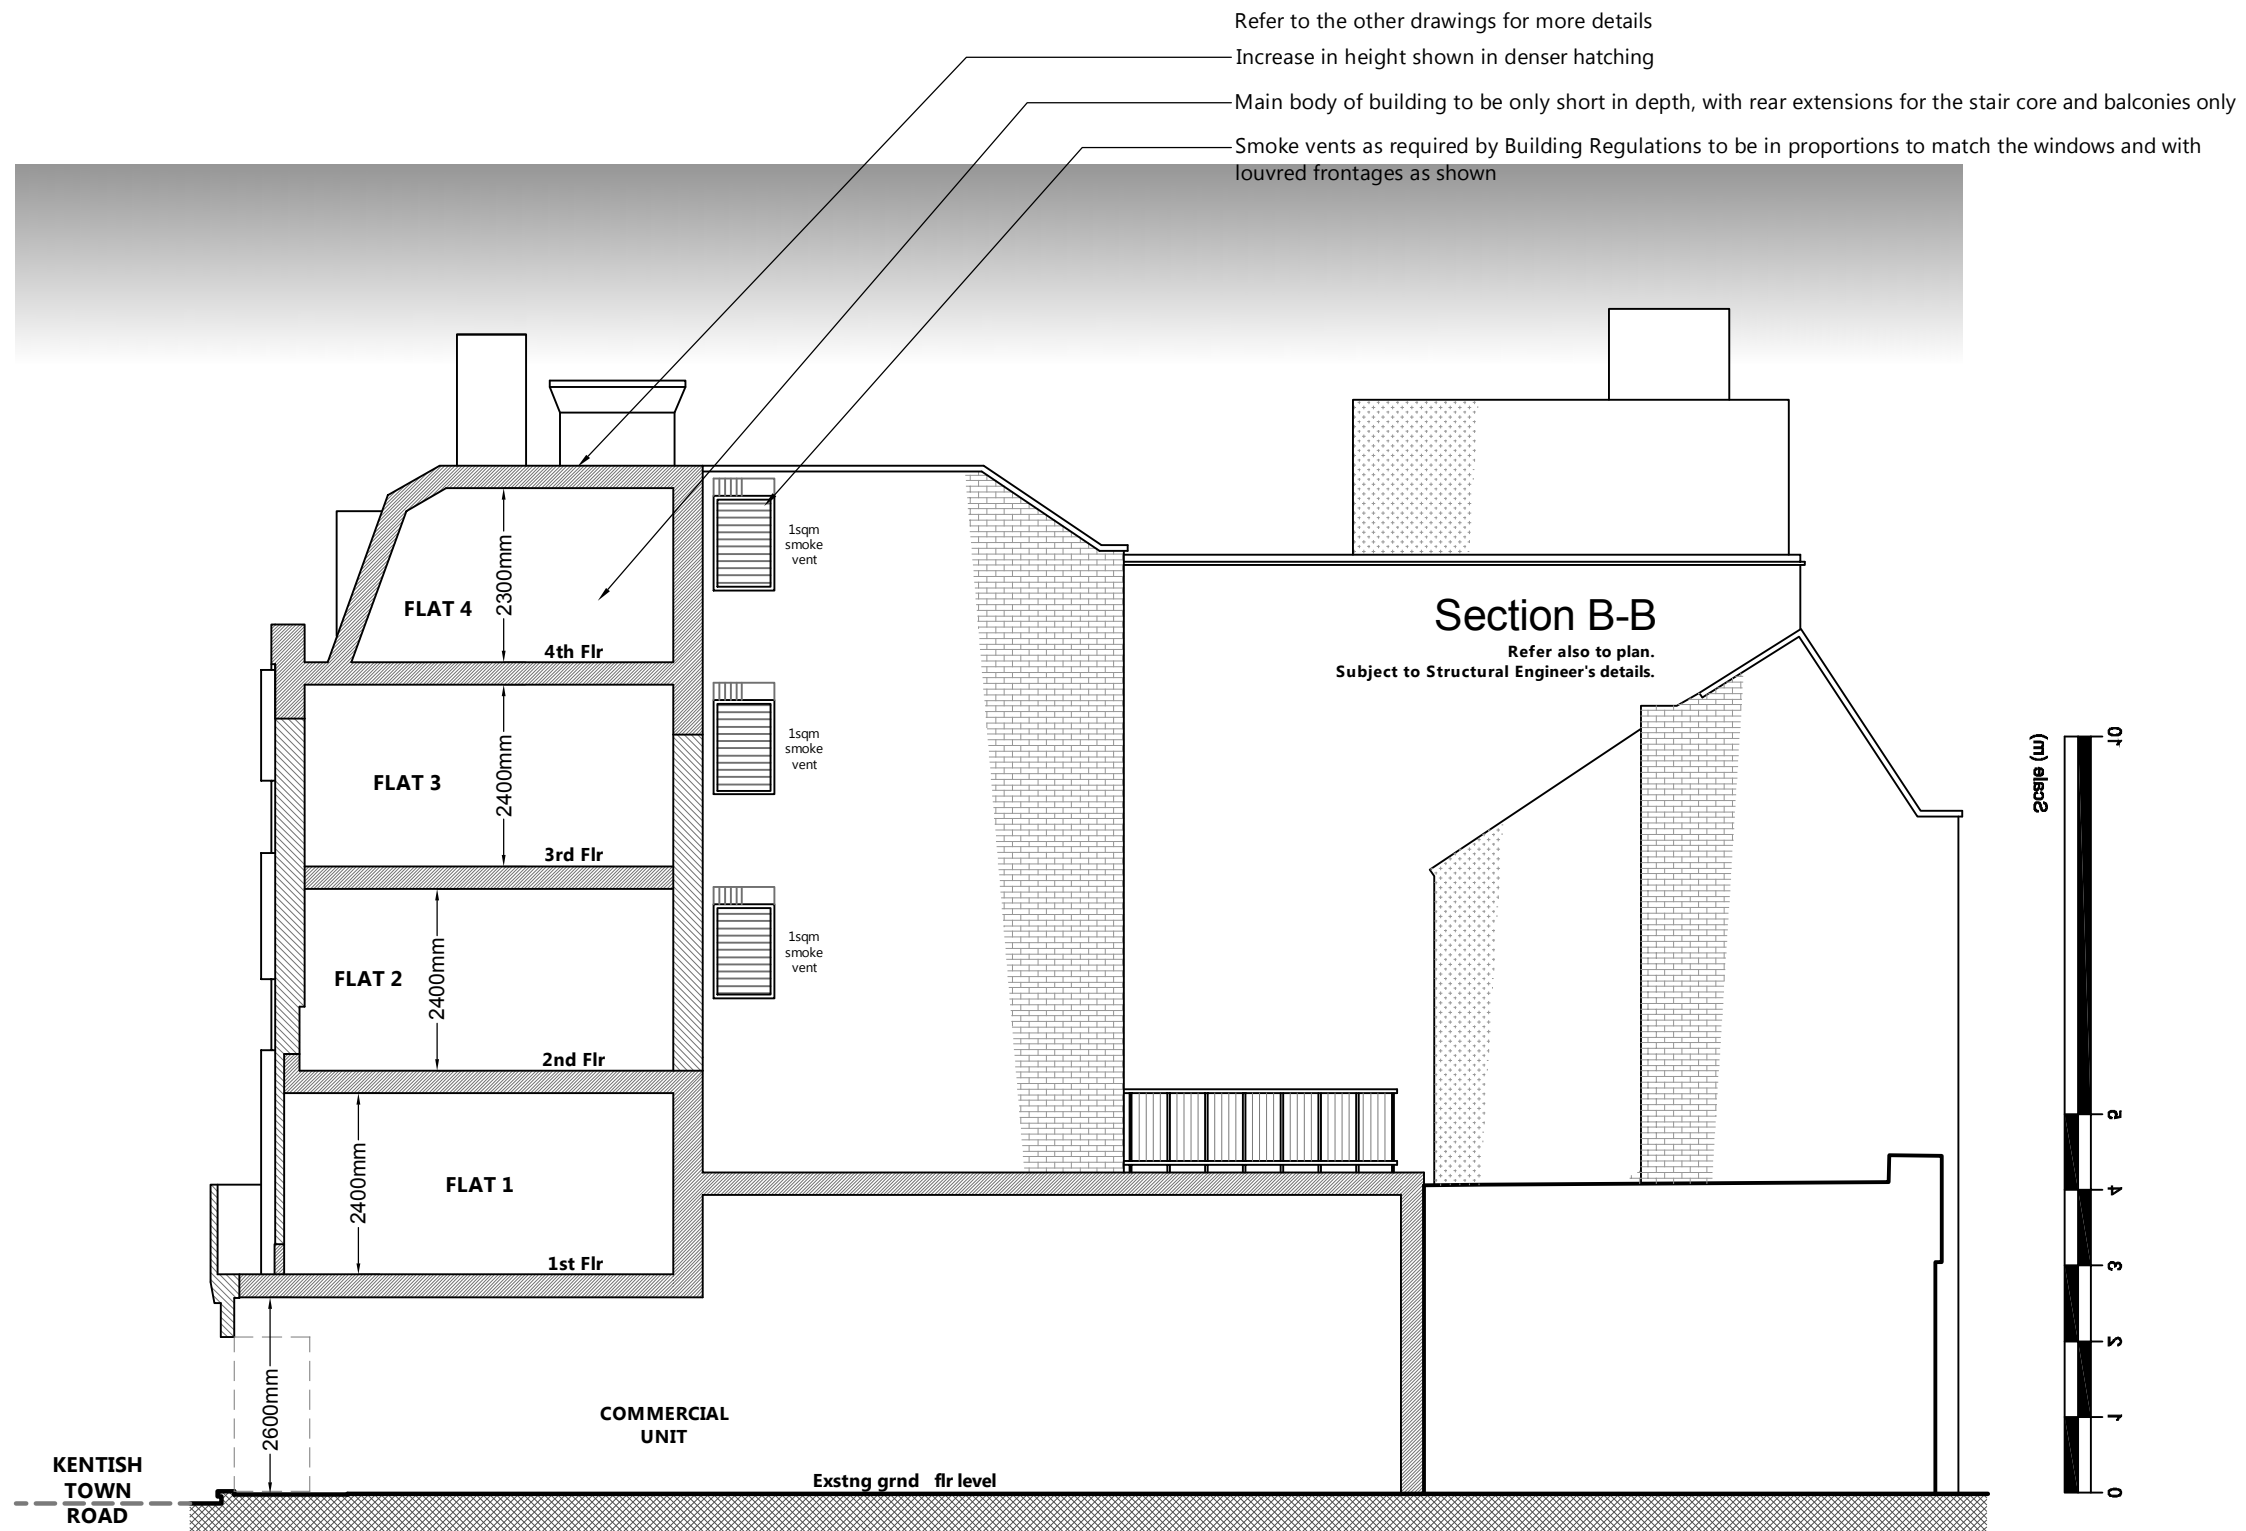 Refer to the other drawings for more details
Increase in height shown in denser hatching
Main body of building to be only short in depth, with rear extensions for the stair core and balconies only
Smoke vents as required by Building Regulations to be in proportions to match the windows and with
louvred frontages as shown
1sqm
smoke
vent
2300mm
FLAT 4
4th Flr
Section B-B
Refer also to plan.
Subject to Structural Engineer's details.
1sqm
smoke
vent
2400mm
FLAT 3
3rd Flr
1sqm
smoke
vent
2400mm
FLAT 2
2nd Flr
2400mm
FLAT 1
1st Flr
2600mm
COMMERCIAL
UNIT
Exstng grnd flr level
KENTISH
TOWN
ROAD
Scale (m)
10
5
4
3
2
1
0